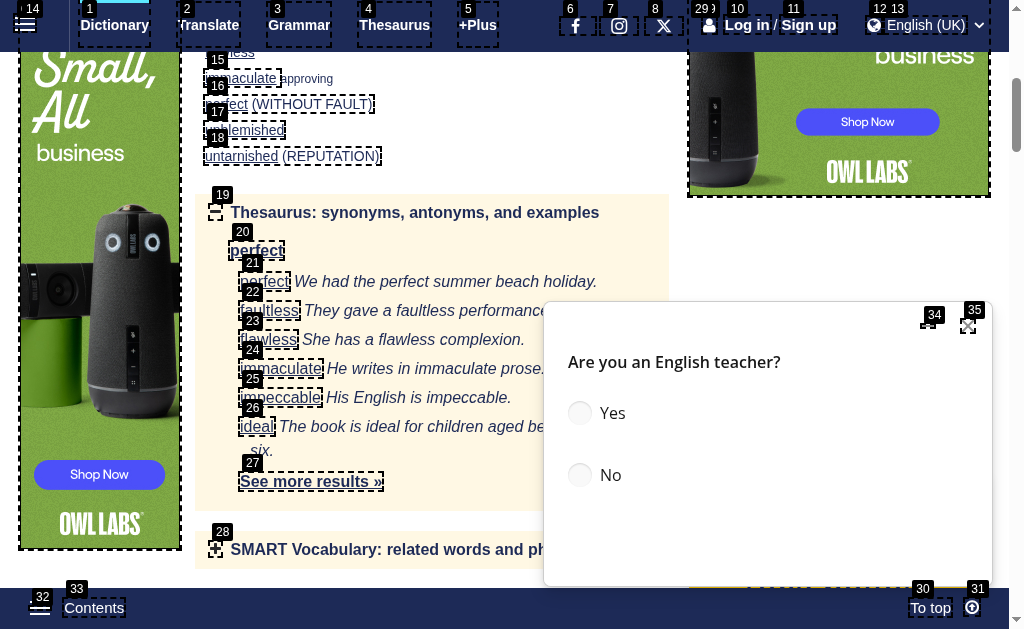 14 1 2 3 4 5 6 7 8 29 10 11 12 13
Dictionary Translate Grammar Thesaurus +Plus Log in / Sign up English (UK)
Small,
All
business
Shop Now
OWL LABS
15
immaculate approving
16
perfect (WITHOUT FAULT)
17
unblemished
18
untarnished (REPUTATION)
19
Thesaurus: synonyms, antonyms, and examples
20
perfect
21
perfect We had the perfect summer beach holiday.
22
faultless They gave a faultless performance
23
flawless She has a flawless complexion.
24
immaculate He writes in immaculate prose.
25
impeccable His English is impeccable.
26
ideal The book is ideal for children aged be
six.
27
See more results »
28
SMART Vocabulary: related words and ph
business
Shop Now
OWL LABS
34 35
Are you an English teacher?
Yes
No
32 33 30 31
Contents To top